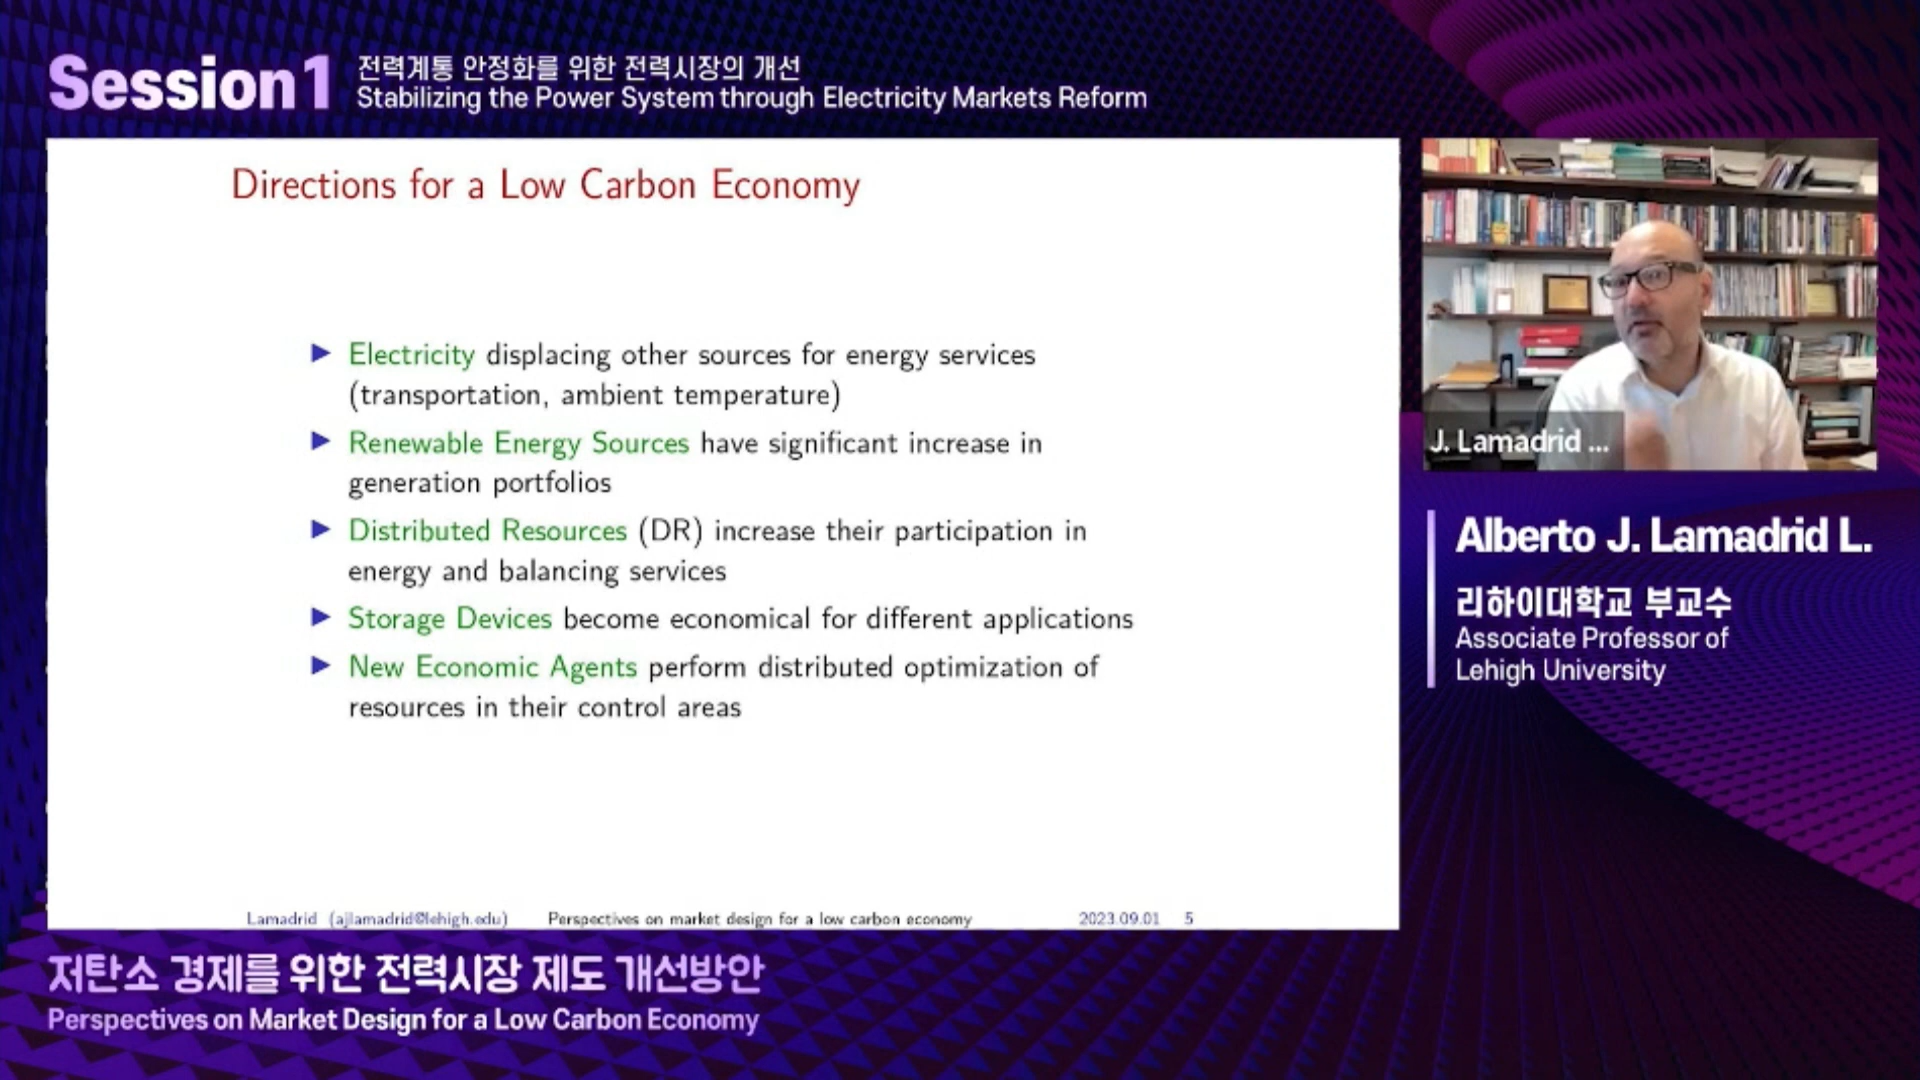 Session1
전력계통 안정화를 위한 전력시장의 개선
Stabilizing the Power System through Electricity Markets Reform
Directions for a Low Carbon Economy
Electricity displacing other sources for energy services
(transportation, ambient temperature)
Renewable Energy Sources have significant increase in
generation portfolios
Distributed Resources (DR) increase their participation in
energy and balancing services
Storage Devices become economical for different applications
New Economic Agents perform distributed optimization of
resources in their control areas
Lamadrid (ajlamadrid@lehigh.edu) Perspectives on market design for a low carbon economy 2023.09.01 5
J. Lamadrid ...
Alberto J. Lamadrid L.
리하이대학교 부교수
Associate Professor of
Lehigh University
저탄소 경제를 위한 전력시장 제도 개선방안
Perspectives on Market Design for a Low Carbon Economy